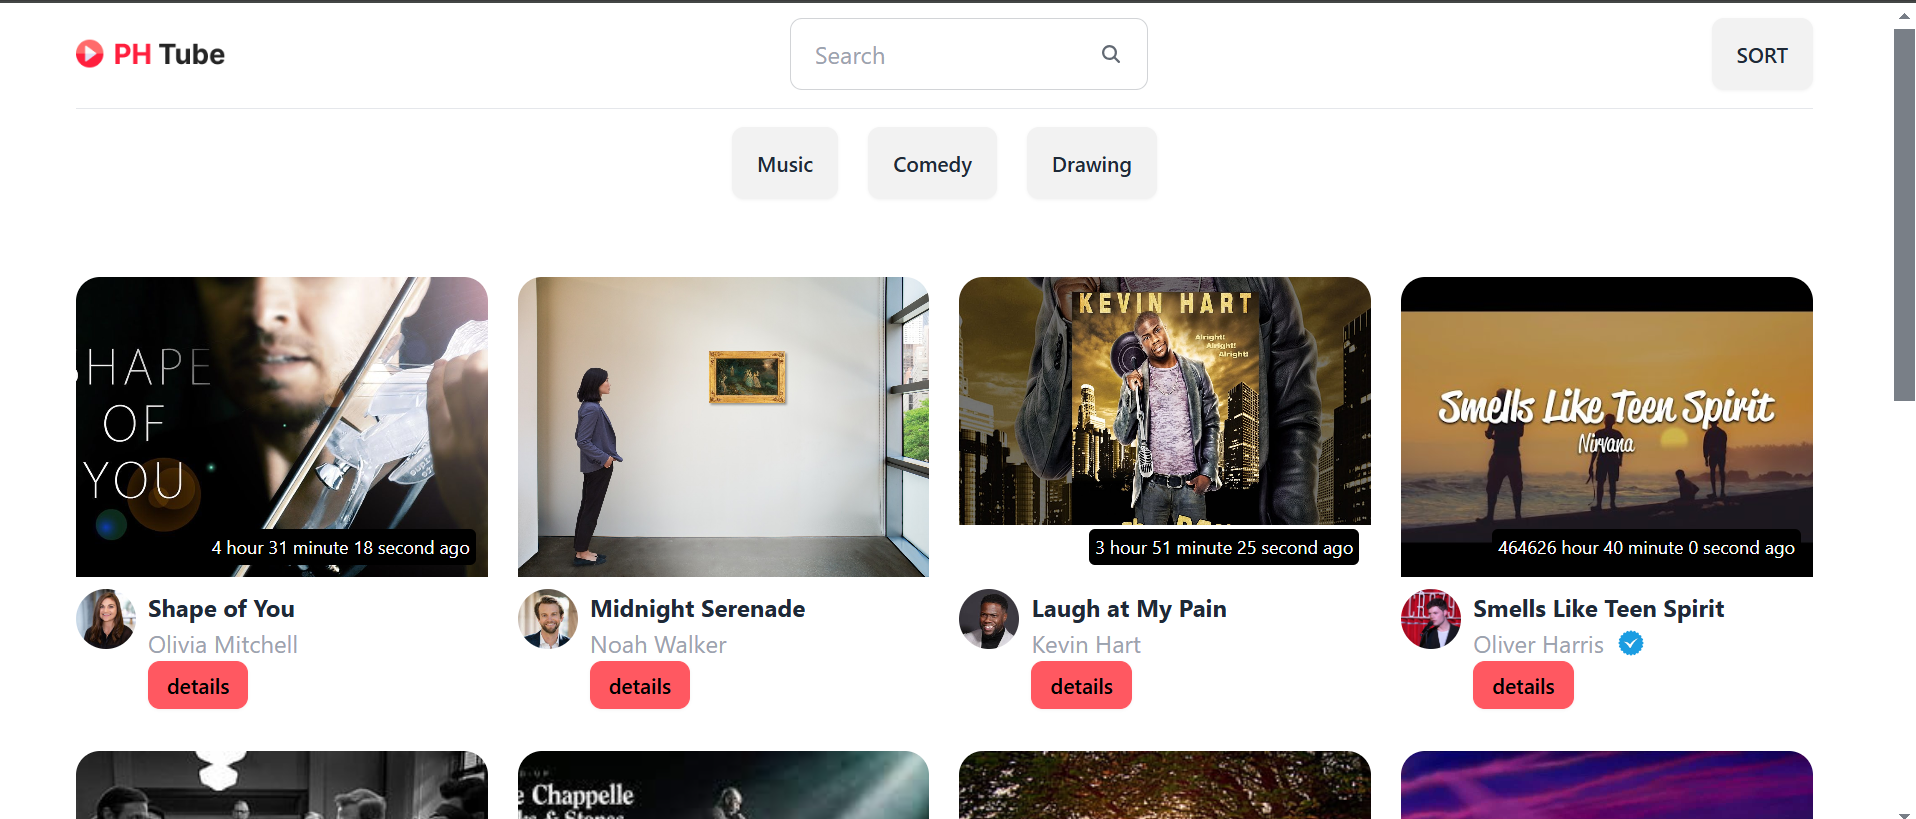 PH Tube
Search
SORT
Music
Comedy
Drawing
HAPE
OF
YOU
4 hour 31 minute 18 second ago
KEVIN HART
Alright!
Alright!
Alright!
3 hour 51 minute 25 second ago
Smells Like Teen Spirit
Nirvana
464626 hour 40 minute 0 second ago
Shape of You
Olivia Mitchell
details
Midnight Serenade
Noah Walker
details
Laugh at My Pain
Kevin Hart
details
Smells Like Teen Spirit
Oliver Harris
details
e Chappelle
& Stones